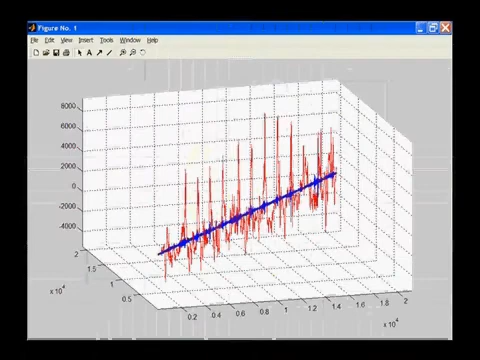 Figure No. 1
File Edit View Insert Tools Window Help
8000
6000
4000
2000
0
-2000
-4000
2
1.5
1
0.5
x 10^4
0.2 0.4 0.6 0.8 1 1.2 1.4 1.6 1.8 2
x 10^4